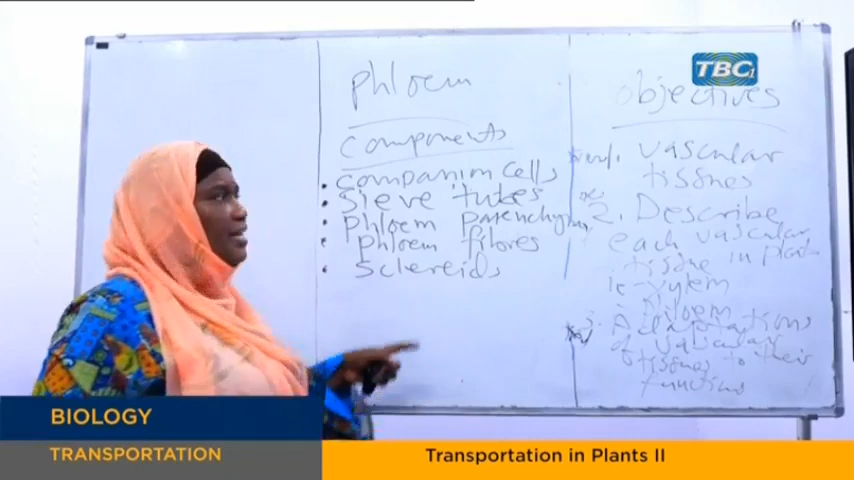 Phloem
Components
companion cells
Sieve tubes
Phloem parenchyma
Phloem fibres
Sclereids
TBC1
Objectives
1. vascular
tissues
2. Describe
each vascular
tissue in plants
ie-xylem
Phloem
3. Adaptations
of vascular
tissues to their
functions
BIOLOGY
TRANSPORTATION
Transportation in Plants II